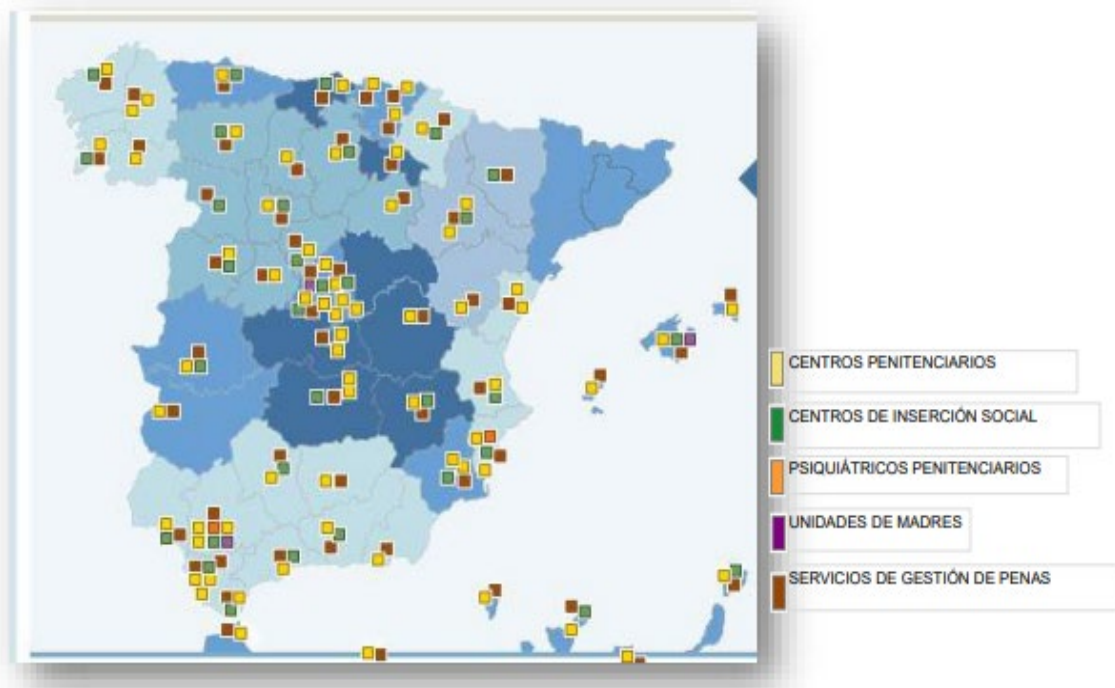 CENTROS PENITENCIARIOS
CENTROS DE INSERCIÓN SOCIAL
PSIQUIÁTRICOS PENITENCIARIOS
UNIDADES DE MADRES
SERVICIOS DE GESTIÓN DE PENAS